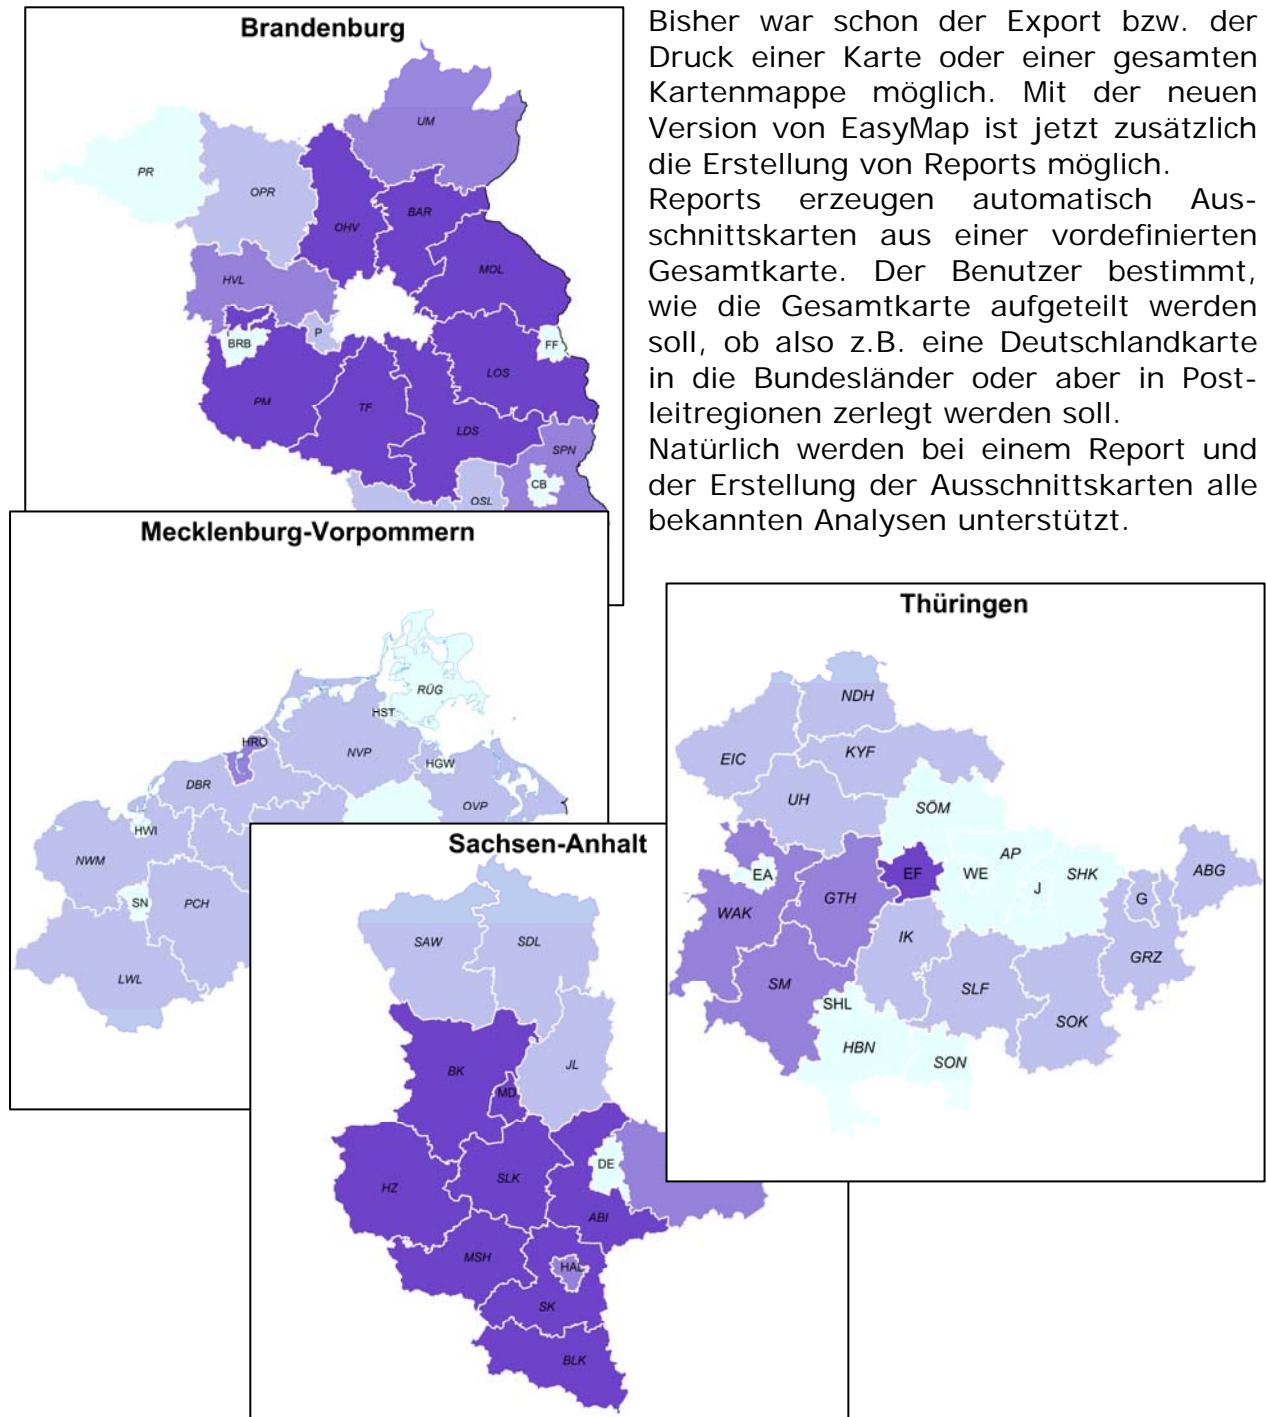 Brandenburg
UM
PR
OPR
BAR
OHV
MOL
HVL
P
BRB
FF
LOS
PM
TF
LDS
SPN
CB
OSL
Bisher war schon der Export bzw. der
Druck einer Karte oder einer gesamten
Kartenmappe möglich. Mit der neuen
Version von EasyMap ist jetzt zusätzlich
die Erstellung von Reports möglich.
Reports erzeugen automatisch Aus-
schnittskarten aus einer vordefinierten
Gesamtkarte. Der Benutzer bestimmt,
wie die Gesamtkarte aufgeteilt werden
soll, ob also z.B. eine Deutschlandkarte
in die Bundesländer oder aber in Post-
leitregionen zerlegt werden soll.
Natürlich werden bei einem Report und
der Erstellung der Ausschnittskarten alle
bekannten Analysen unterstützt.
Mecklenburg-Vorpommern
RÜG
HST
HRO
NVP
HGW
DBR
OVP
HWI
NWM
SN
PCH
LWL
Thüringen
NDH
EIC
KYF
UH
SÖM
AP
EA
EF
WE
SHK
ABG
J
G
GTH
WAK
IK
GRZ
SM
SLF
SHL
SOK
HBN
SON
Sachsen-Anhalt
SAW
SDL
BK
JL
MD
DE
HZ
SLK
ABI
MSH
HAL
SK
BLK